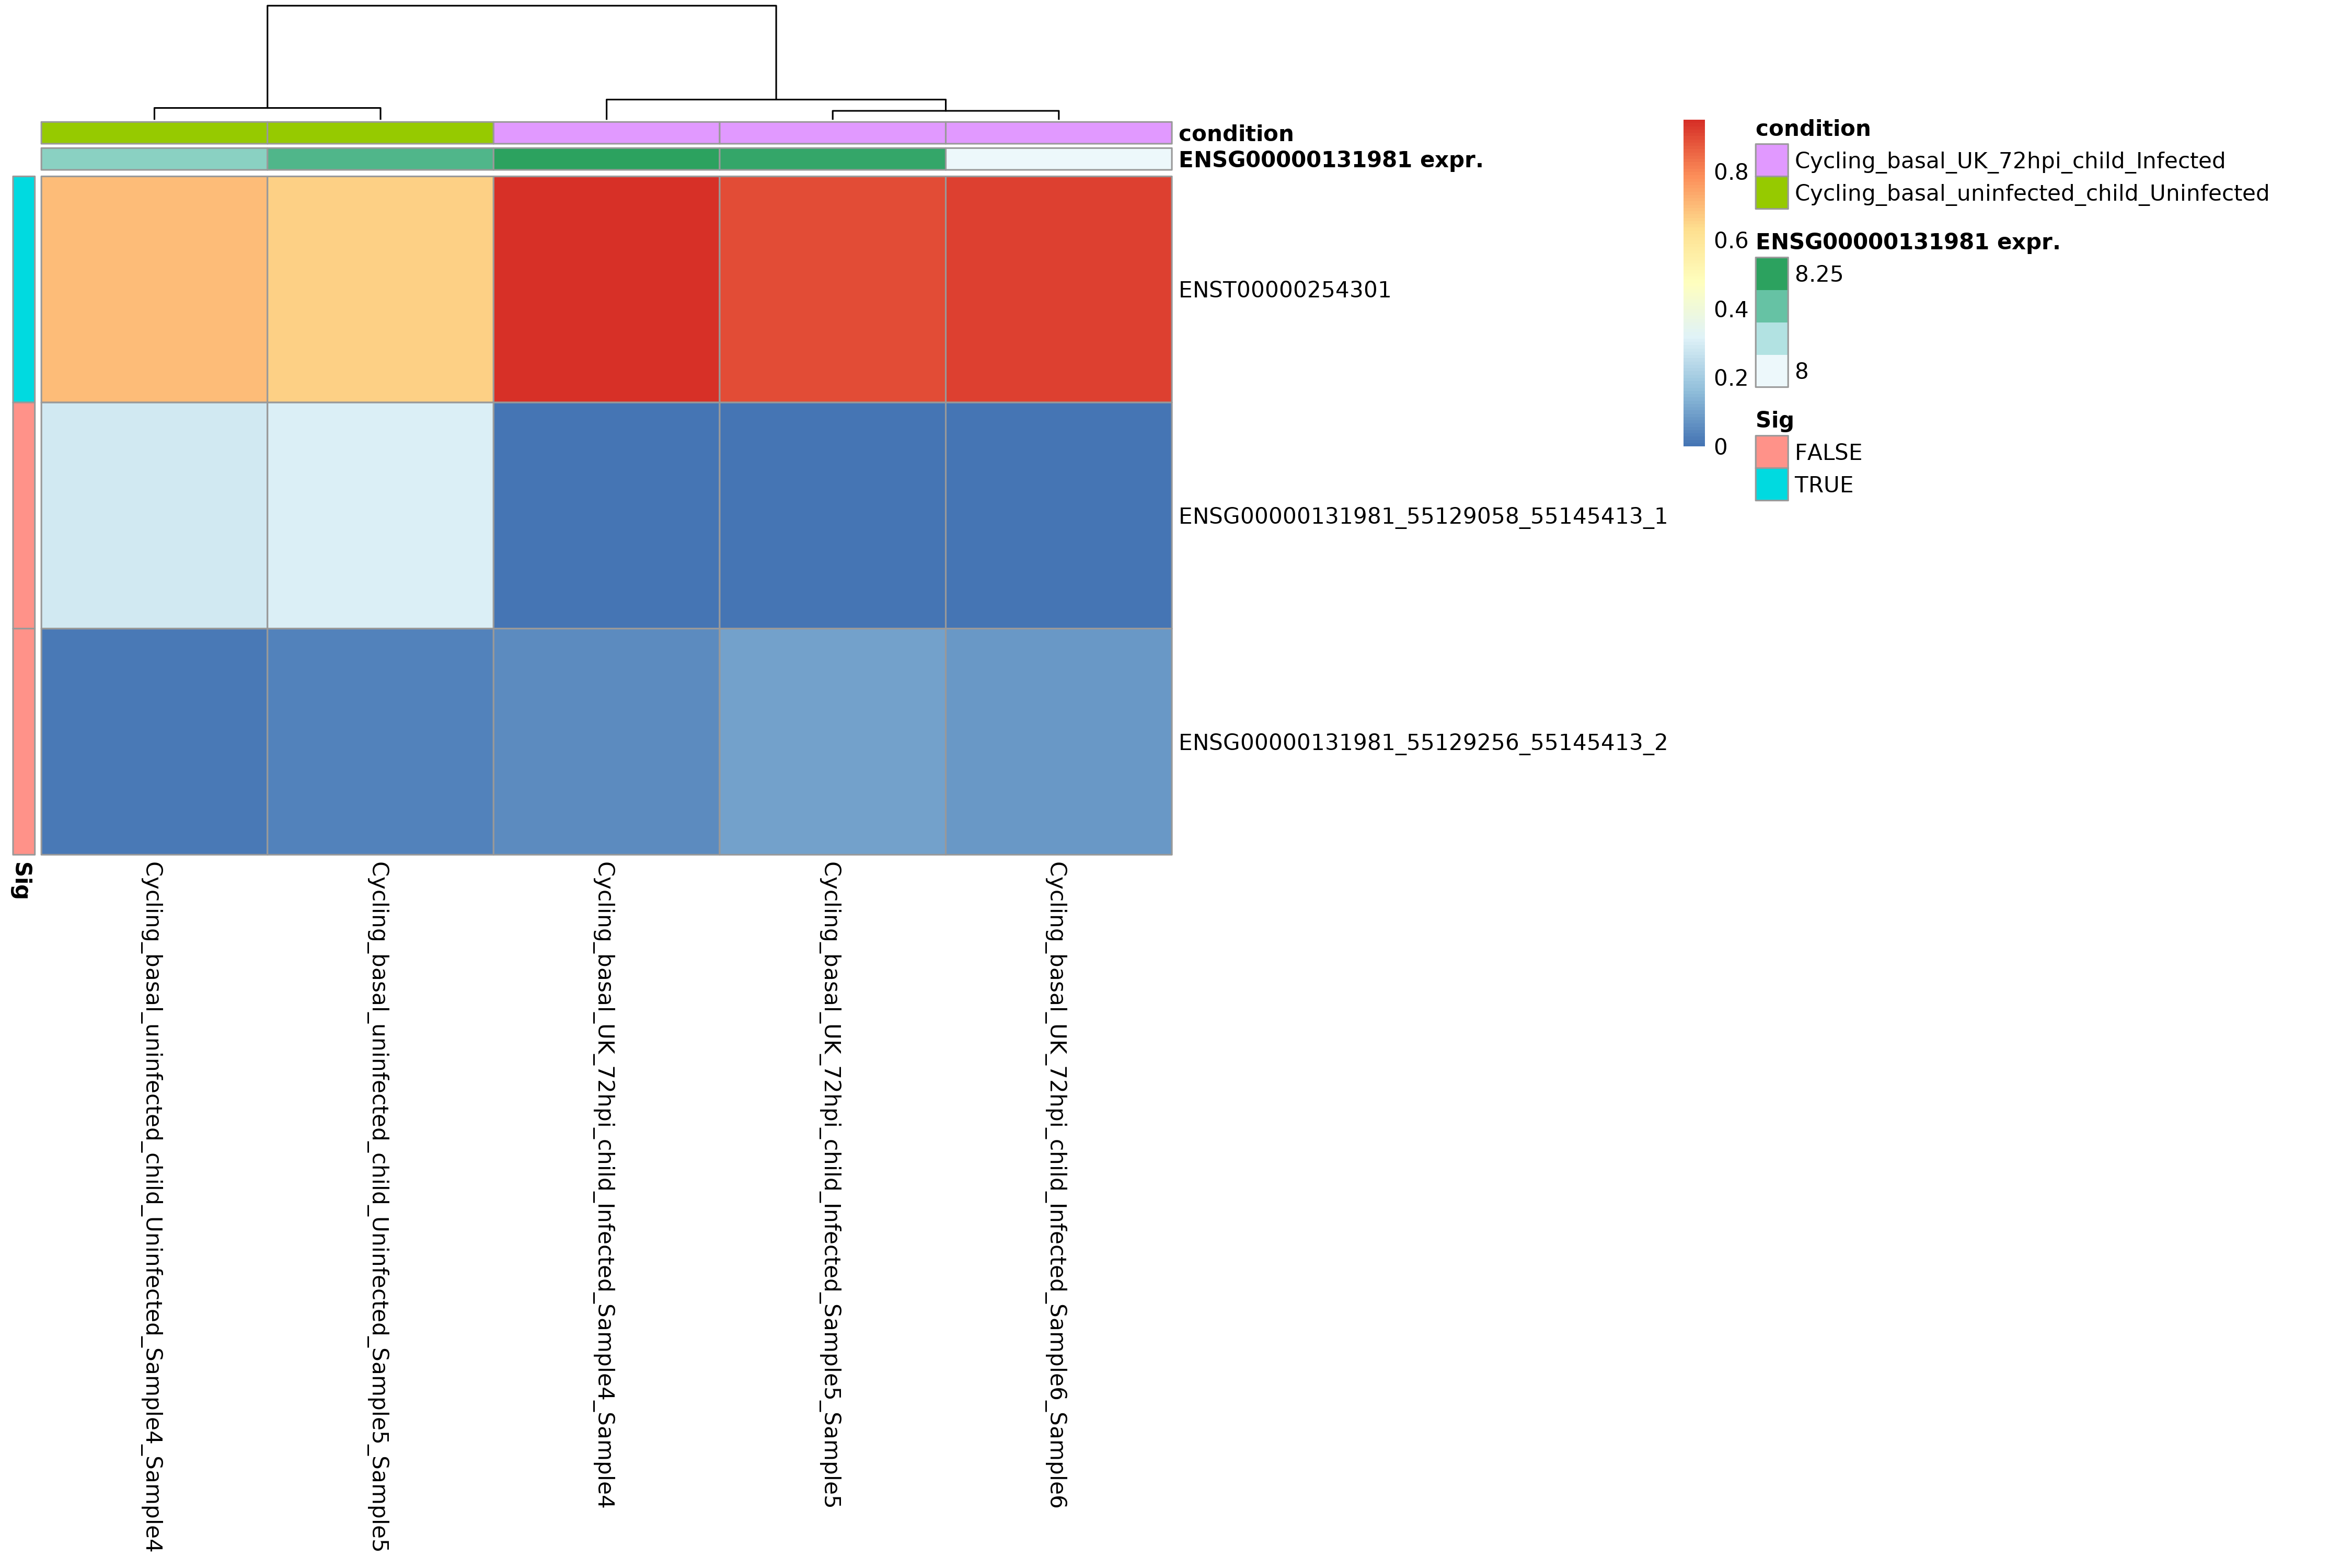 condition
ENSG00000131981 expr.
ENST00000254301
ENSG00000131981_55129058_55145413_1
ENSG00000131981_55129256_55145413_2
Sig
Cycling_basal_uninfected_child_Uninfected_Sample4_Sample4
Cycling_basal_uninfected_child_Uninfected_Sample5_Sample5
Cycling_basal_UK_72hpi_child_Infected_Sample4_Sample4
Cycling_basal_UK_72hpi_child_Infected_Sample5_Sample5
Cycling_basal_UK_72hpi_child_Infected_Sample6_Sample6
0.8
0.6
0.4
0.2
0
condition
Cycling_basal_UK_72hpi_child_Infected
Cycling_basal_uninfected_child_Uninfected
ENSG00000131981 expr.
8.25
8
Sig
FALSE
TRUE